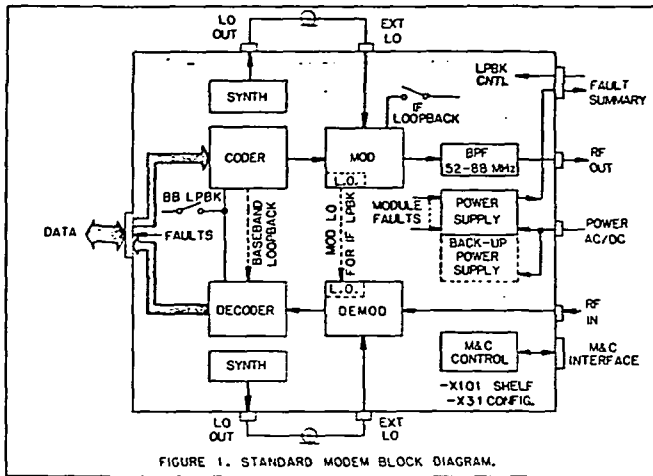 LO OUT
EXT LO
LPBK CNTL
FAULT SUMMARY
SYNTH
IF LOOPBACK
CODER
MOD
L.O.
BPF
52-88 MHz
RF OUT
BB LPBK
BASEBAND LOOPBACK
MOD LO
FOR IF LPBK
MODULE FAULTS
POWER SUPPLY
DATA
FAULTS
POWER AC/DC
BACK-UP POWER SUPPLY
L.O.
DECODER
DEMOD
RF IN
SYNTH
M&C CONTROL
M&C INTERFACE
-X101 SHELF
-X31 CONFIG.
LO OUT
EXT LO
FIGURE 1. STANDARD MODEM BLOCK DIAGRAM.